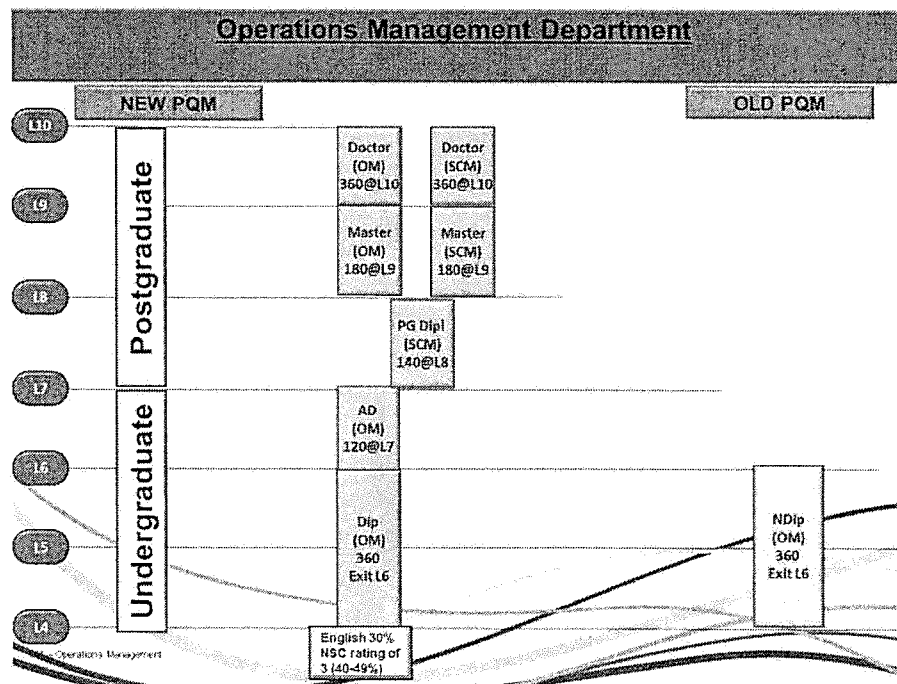 Operations Management Department
NEW PQM
OLD PQM
L10
L9
L8
L7
L6
L5
L4
Postgraduate
Undergraduate
Doctor
(OM)
360@L10
Doctor
(SCM)
360@L10
Master
(OM)
180@L9
Master
(SCM)
180@L9
PG Dipl
(SCM)
140@L8
AD
(OM)
120@L7
Dip
(OM)
360
Exit L6
NDip
(OM)
360
Exit L6
English 30%
NSC rating of
3 (40-49%)
Operations Management